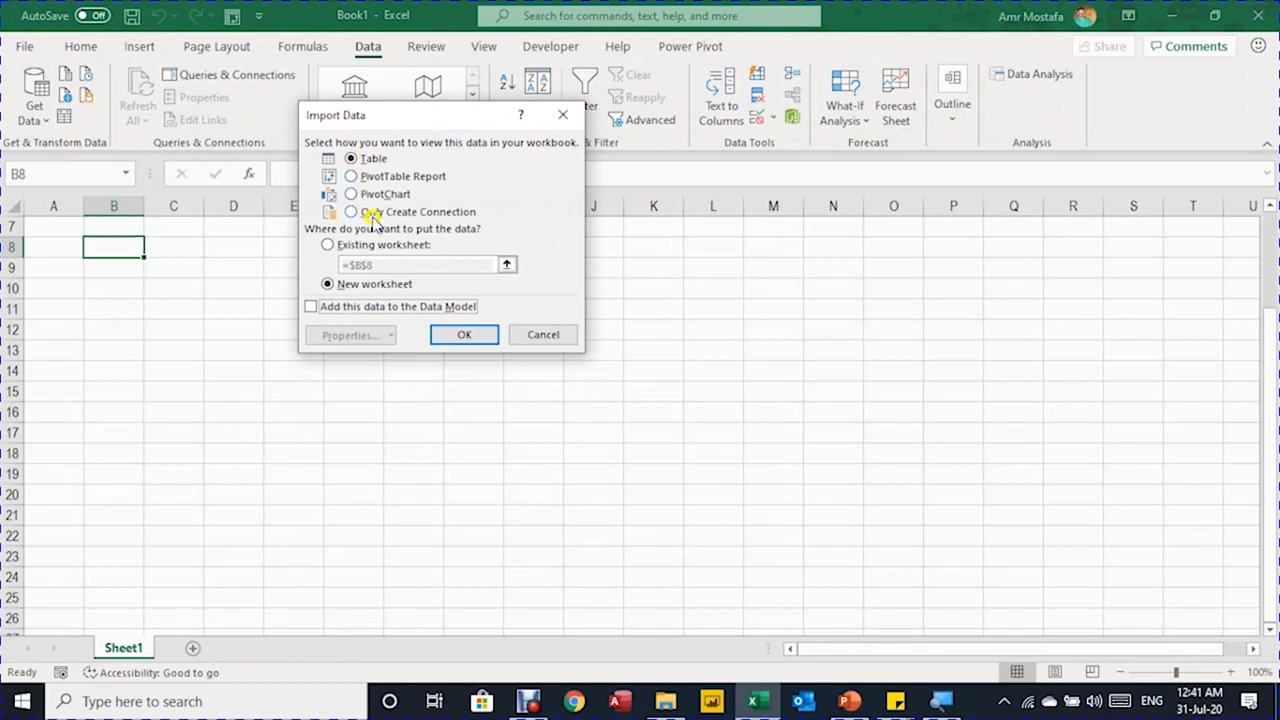 AutoSave Off Book1 - Excel Search for commands, text, help, and more Amr Mostafa
File Home Insert Page Layout Formulas Data Review View Developer Help Power Pivot Share Comments
Queries & Connections Clear Data Analysis
Get Data Refresh All Properties Reapply Text to Columns What-If Analysis Forecast Sheet Outline
Edit Links Advanced
Get & Transform Data Queries & Connections & Filter Data Tools Forecast Analysis
Import Data ?
Select how you want to view this data in your workbook.
Table
PivotTable Report
PivotChart
Only Create Connection
Where do you want to put the data?
Existing worksheet:
=$B$8
New worksheet
Add this data to the Data Model
Properties... OK Cancel
B8 fx
A B C D E J K L M N O P Q R S T U
7
8
9
10
11
12
13
14
15
16
17
18
19
20
21
22
23
24
25
26
Sheet1
Ready Accessibility: Good to go 100%
Type here to search ENG 12:41 AM
31-Jul-20